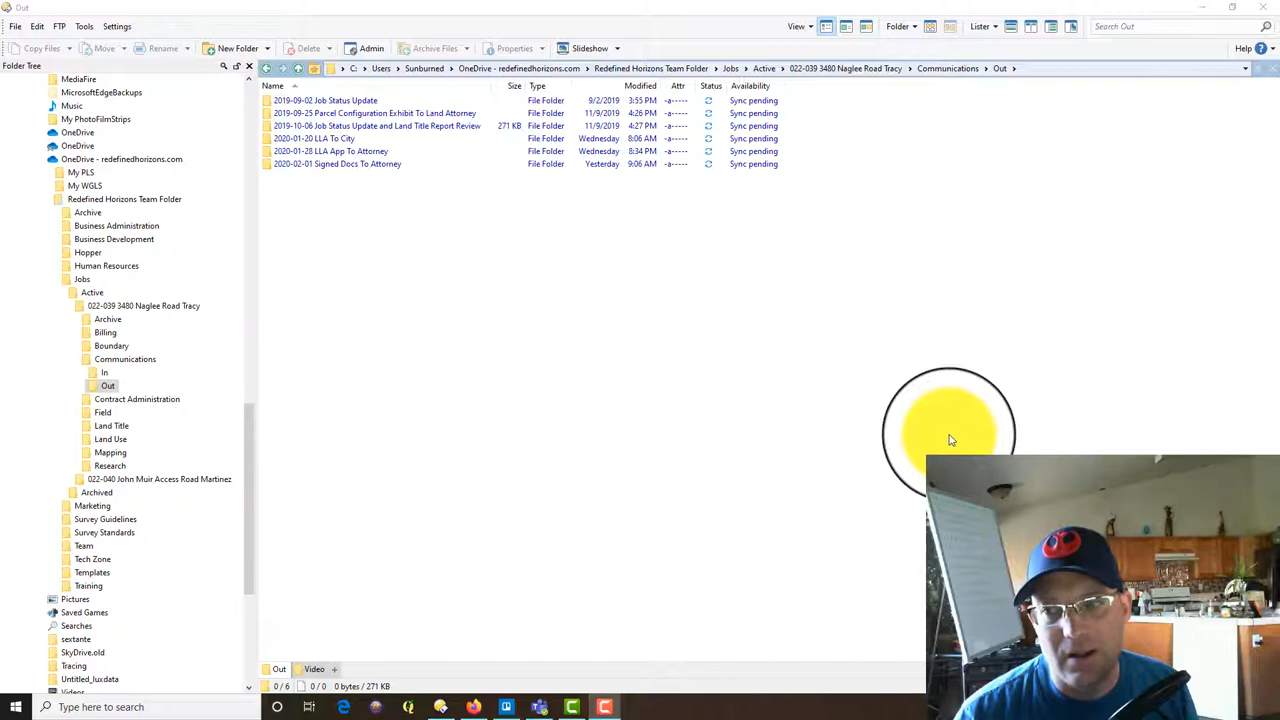 Out
File Edit FTP Tools Settings View Folder Lister Search Out
Copy Files Move Rename New Folder Delete Admin Archive Files Properties Slideshow Help
Folder Tree
C: Users Sunburned OneDrive - redefinedhorizons.com Redefined Horizons Team Folder Jobs Active 022-039 3480 Naglee Road Tracy Communications Out
Name Size Type Modified Attr Status Availability
2019-09-02 Job Status Update File Folder 9/2/2019 3:55 PM -a----- Sync pending
2019-09-25 Parcel Configuration Exhibit To Land Attorney File Folder 11/9/2019 4:26 PM -a----- Sync pending
2019-10-06 Job Status Update and Land Title Report Review 271 KB File Folder 11/9/2019 4:27 PM -a----- Sync pending
2020-01-20 LLA To City File Folder Wednesday 8:06 AM -a----- Sync pending
2020-01-28 LLA App To Attorney File Folder Wednesday 8:34 PM -a----- Sync pending
2020-02-01 Signed Docs To Attorney File Folder Yesterday 9:06 AM -a----- Sync pending
MediaFire
MicrosoftEdgeBackups
Music
My PhotoFilmStrips
OneDrive
OneDrive
OneDrive - redefinedhorizons.com
My PLS
My WGLS
Redefined Horizons Team Folder
Archive
Business Administration
Business Development
Hopper
Human Resources
Jobs
Active
022-039 3480 Naglee Road Tracy
Archive
Billing
Boundary
Communications
In
Out
Contract Administration
Field
Land Title
Land Use
Mapping
Research
022-040 John Muir Access Road Martinez
Archived
Marketing
Survey Guidelines
Survey Standards
Team
Tech Zone
Templates
Training
Pictures
Saved Games
Searches
sextante
SkyDrive.old
Tracing
Untitled_luxdata
Videos
Out Video +
0 / 6 0 / 0 0 bytes / 271 KB
Type here to search